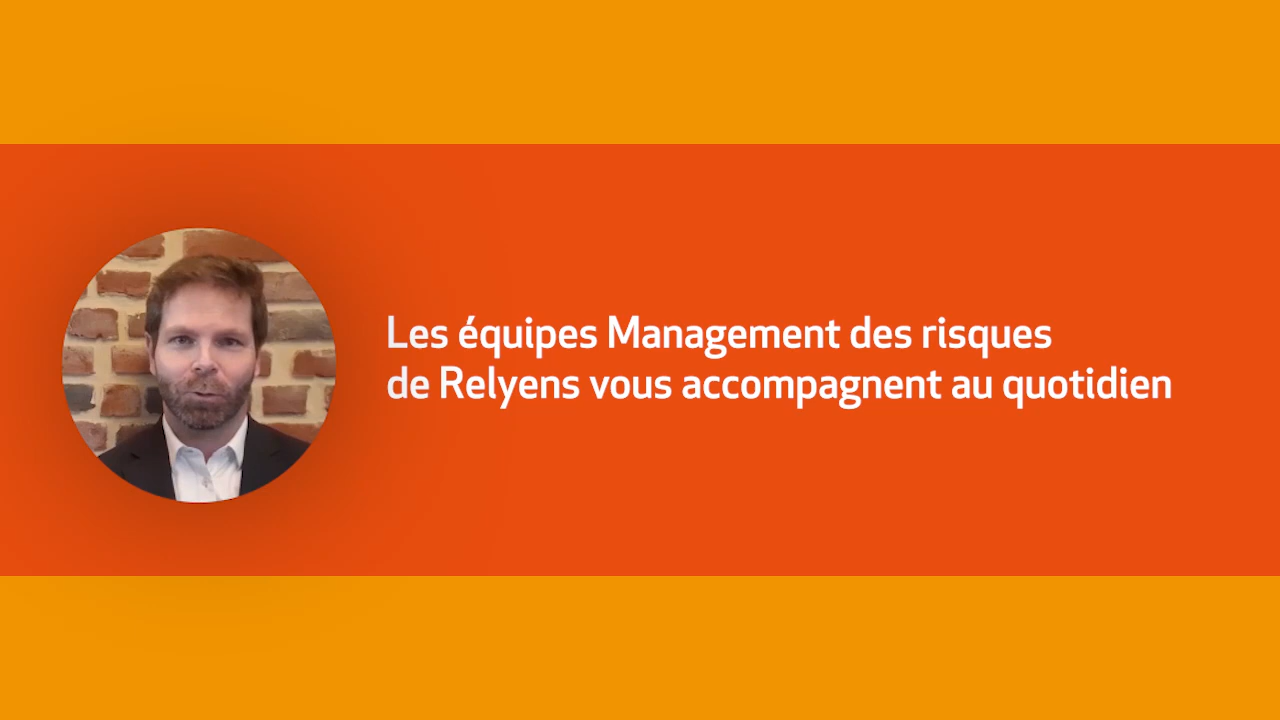 Les équipes Management des risques
de Relyens vous accompagnent au quotidien